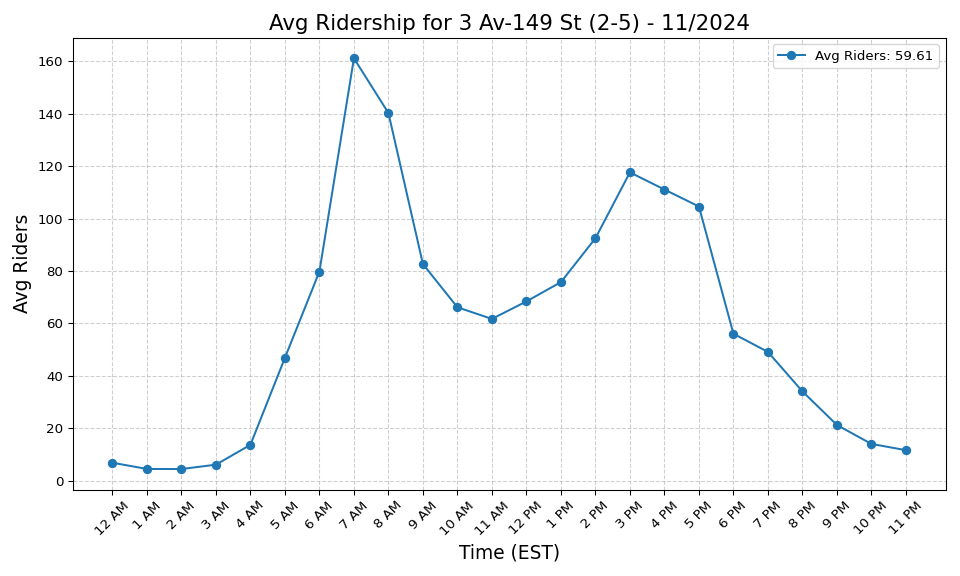 Avg Ridership for 3 Av-149 St (2-5) - 11/2024
Avg Riders: 59.61
Avg Riders
160
140
120
100
80
60
40
20
0
12 AM
1 AM
2 AM
3 AM
4 AM
5 AM
6 AM
7 AM
8 AM
9 AM
10 AM
11 AM
12 PM
1 PM
2 PM
3 PM
4 PM
5 PM
6 PM
7 PM
8 PM
9 PM
10 PM
11 PM
Time (EST)